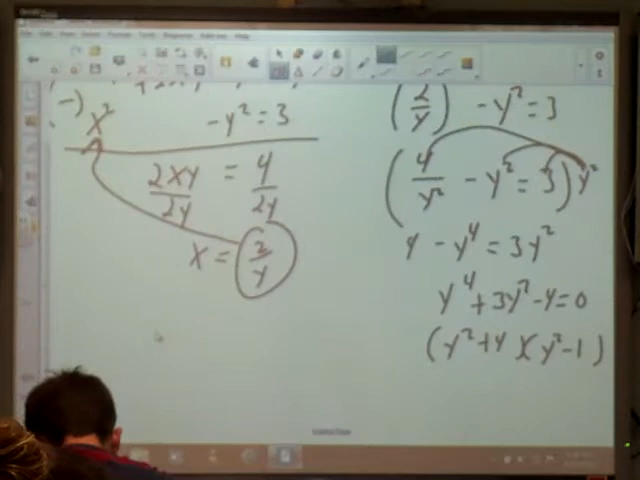 -) x² - y² = 3
2xy/2y = 4/2y
x = 2/y
(2/y) - y² = 3
(4/y² - y² = 3) y²
4 - y⁴ = 3y²
y⁴ + 3y² - 4 = 0
(y² + 4)(y² - 1)